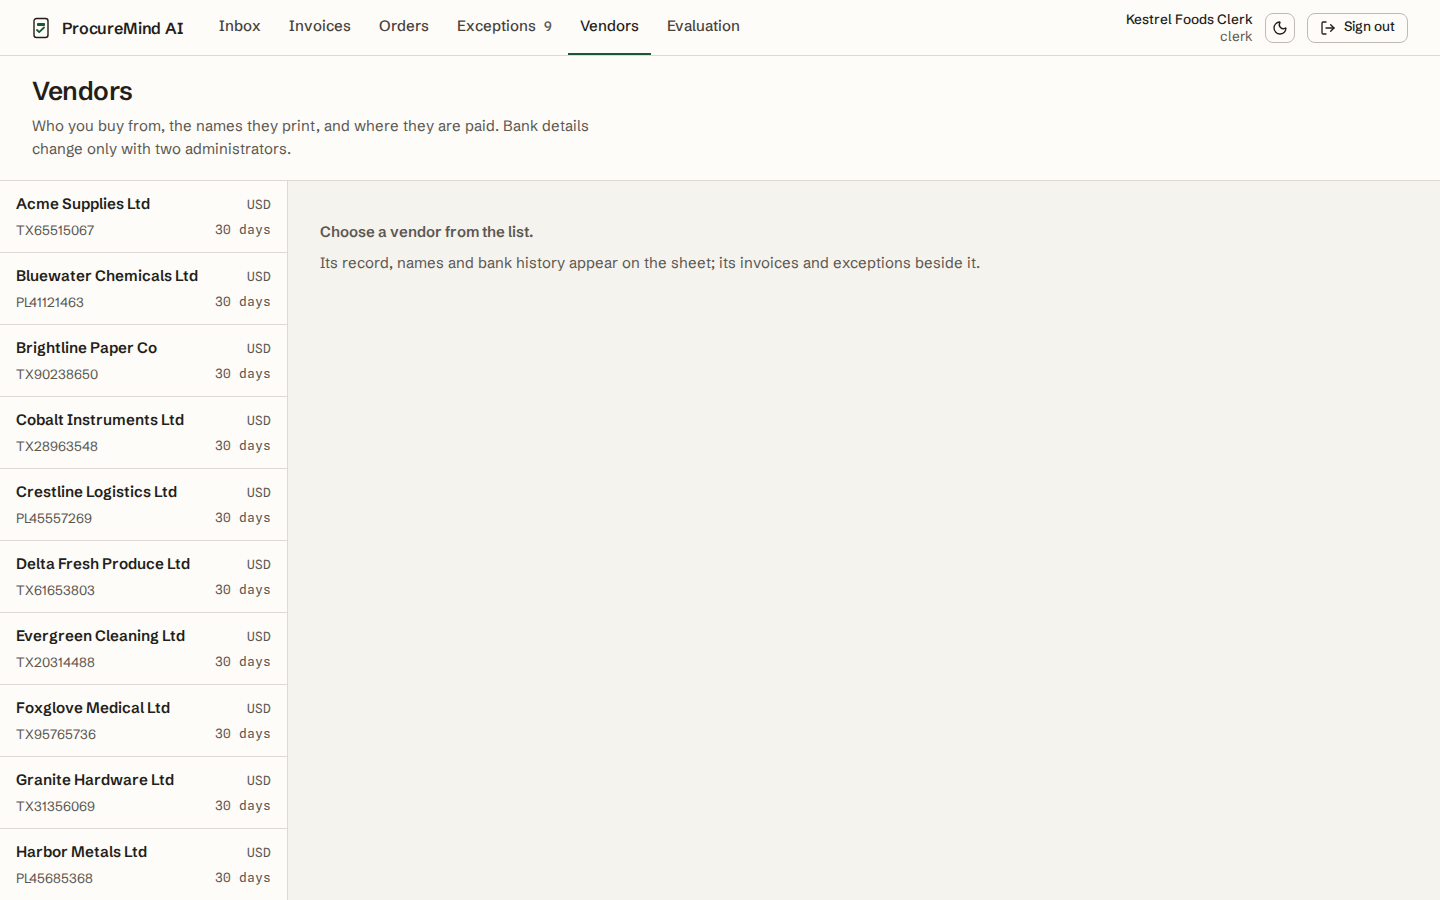 ProcureMind AI
Inbox
Invoices
Orders
Exceptions 9
Vendors
Evaluation
Kestrel Foods Clerk
clerk
Sign out
Vendors
Who you buy from, the names they print, and where they are paid. Bank details
change only with two administrators.
Acme Supplies Ltd USD
TX65515067 30 days
Bluewater Chemicals Ltd USD
PL41121463 30 days
Brightline Paper Co USD
TX90238650 30 days
Cobalt Instruments Ltd USD
TX28963548 30 days
Crestline Logistics Ltd USD
PL45557269 30 days
Delta Fresh Produce Ltd USD
TX61653803 30 days
Evergreen Cleaning Ltd USD
TX20314488 30 days
Foxglove Medical Ltd USD
TX95765736 30 days
Granite Hardware Ltd USD
TX31356069 30 days
Harbor Metals Ltd USD
PL45685368 30 days
Choose a vendor from the list.
Its record, names and bank history appear on the sheet; its invoices and exceptions beside it.